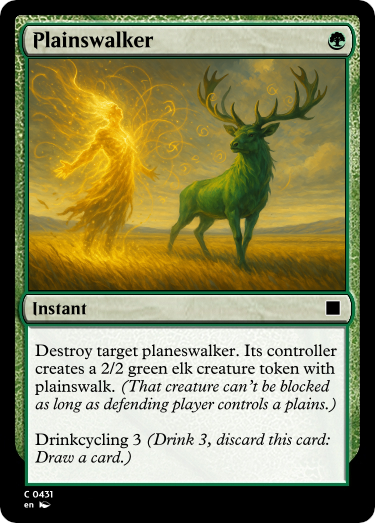 Plainswalker
Instant
Destroy target planeswalker. Its controller
creates a 2/2 green elk creature token with
plainswalk. (That creature can't be blocked
as long as defending player controls a plains.)
Drinkcycling 3 (Drink 3, discard this card:
Draw a card.)
C 0431
en